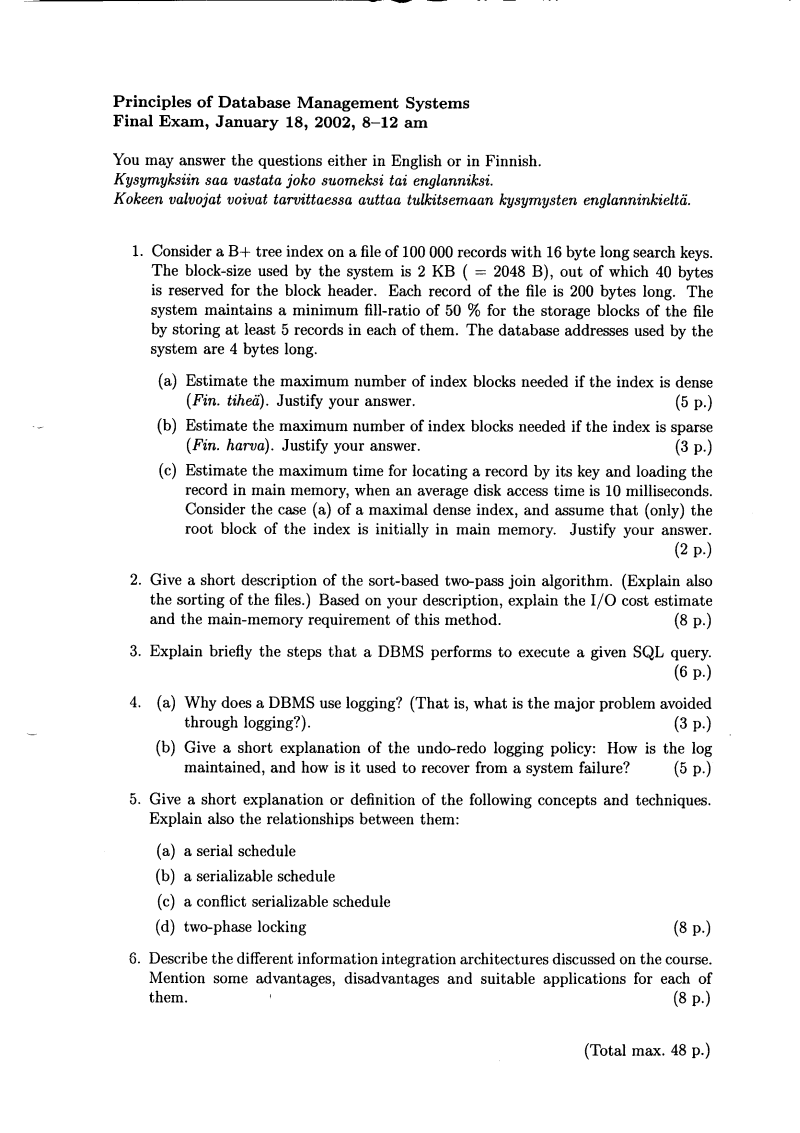 Principles of Database Management Systems
Final Exam, January 18, 2002, 8–12 am
You may answer the questions either in English or in Finnish.
Kysymyksiin saa vastata joko suomeksi tai englanniksi.
Kokeen valvojat voivat tarvittaessa auttaa tulkitsemaan kysymysten englanninkieltä.
1. Consider a B+ tree index on a file of 100 000 records with 16 byte long search keys.
The block-size used by the system is 2 KB ( = 2048 B), out of which 40 bytes
is reserved for the block header. Each record of the file is 200 bytes long. The
system maintains a minimum fill-ratio of 50 % for the storage blocks of the file
by storing at least 5 records in each of them. The database addresses used by the
system are 4 bytes long.
(a) Estimate the maximum number of index blocks needed if the index is dense
(Fin. tiheä). Justify your answer. (5 p.)
(b) Estimate the maximum number of index blocks needed if the index is sparse
(Fin. harva). Justify your answer. (3 p.)
(c) Estimate the maximum time for locating a record by its key and loading the
record in main memory, when an average disk access time is 10 milliseconds.
Consider the case (a) of a maximal dense index, and assume that (only) the
root block of the index is initially in main memory. Justify your answer.
(2 p.)
2. Give a short description of the sort-based two-pass join algorithm. (Explain also
the sorting of the files.) Based on your description, explain the I/O cost estimate
and the main-memory requirement of this method. (8 p.)
3. Explain briefly the steps that a DBMS performs to execute a given SQL query.
(6 p.)
4. (a) Why does a DBMS use logging? (That is, what is the major problem avoided
through logging?). (3 p.)
(b) Give a short explanation of the undo-redo logging policy: How is the log
maintained, and how is it used to recover from a system failure? (5 p.)
5. Give a short explanation or definition of the following concepts and techniques.
Explain also the relationships between them:
(a) a serial schedule
(b) a serializable schedule
(c) a conflict serializable schedule
(d) two-phase locking (8 p.)
6. Describe the different information integration architectures discussed on the course.
Mention some advantages, disadvantages and suitable applications for each of
them. (8 p.)
(Total max. 48 p.)